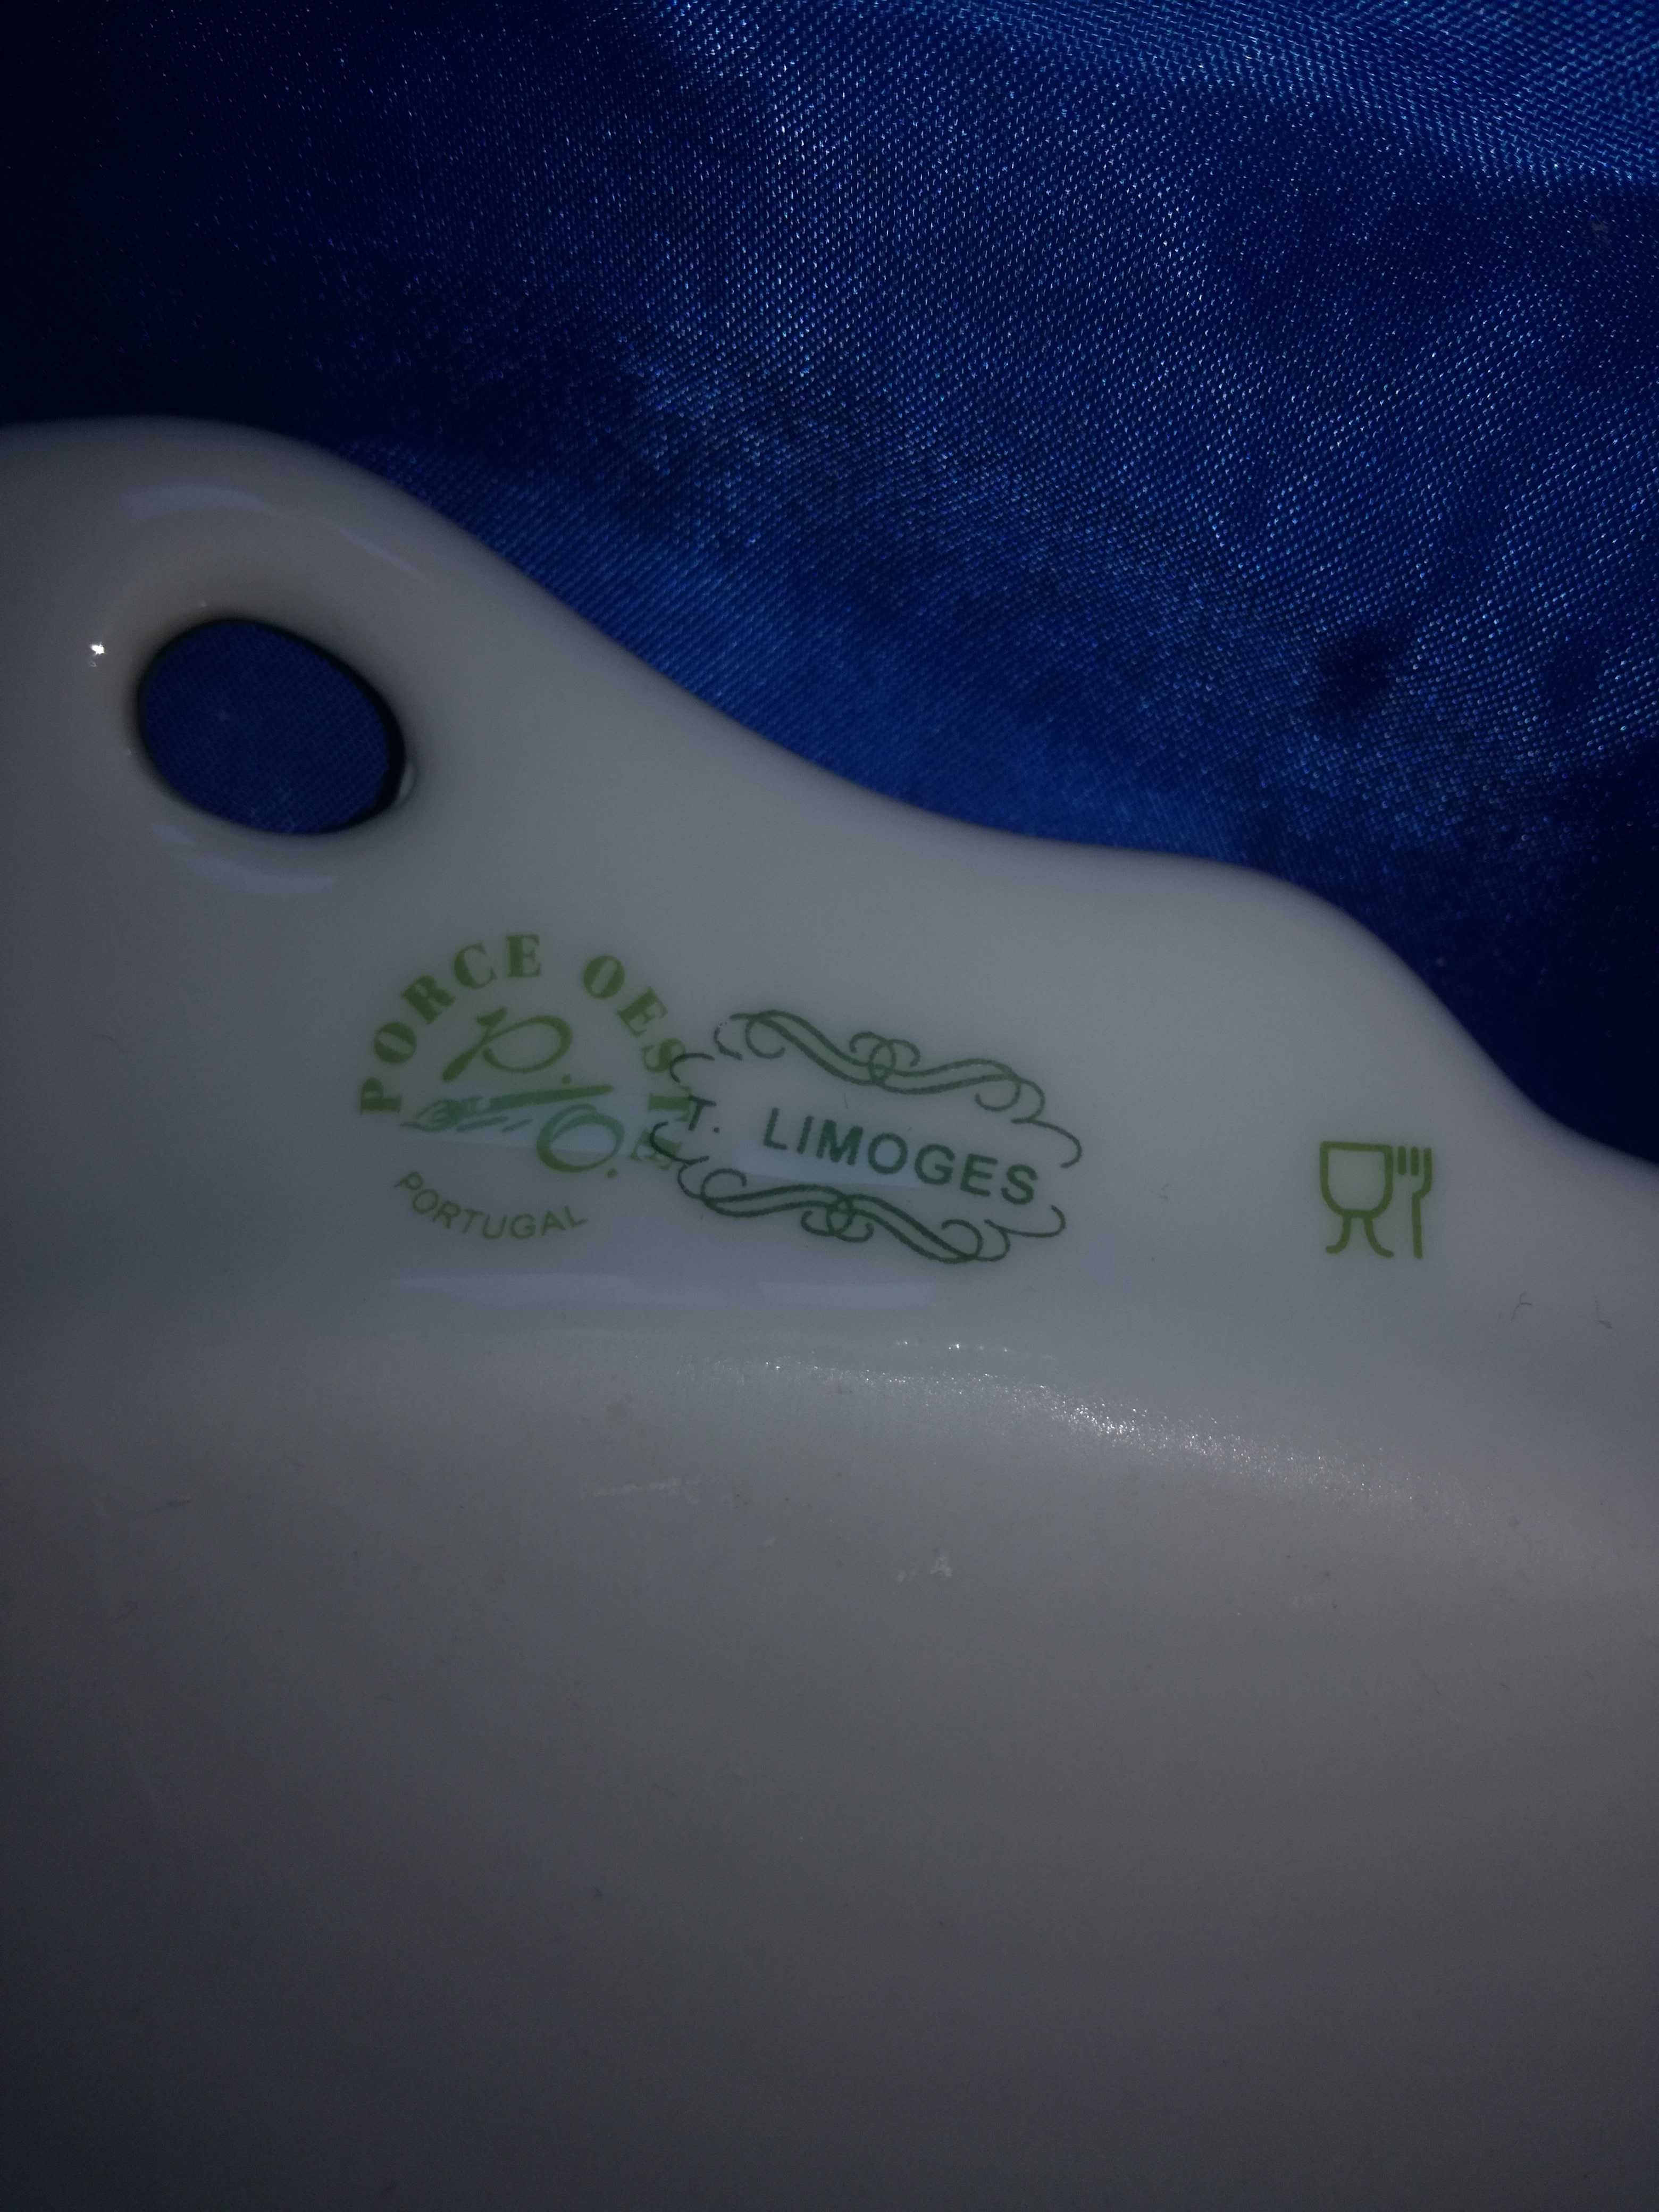 PORCE OESTE
P.
O.
PORTUGAL
T. LIMOGES